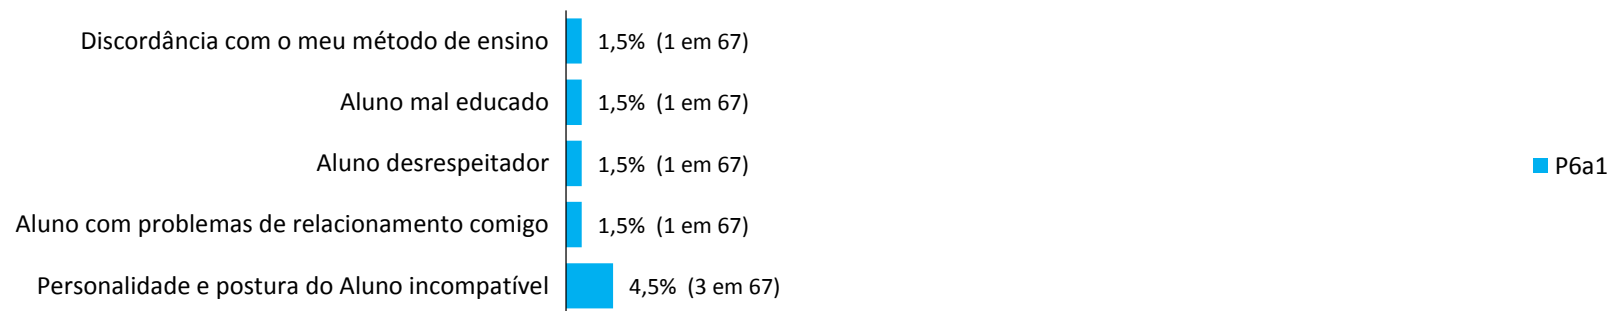 Discordância com o meu método de ensino 1,5% (1 em 67)
Aluno mal educado 1,5% (1 em 67)
Aluno desrespeitador 1,5% (1 em 67)
P6a1
Aluno com problemas de relacionamento comigo 1,5% (1 em 67)
Personalidade e postura do Aluno incompatível 4,5% (3 em 67)